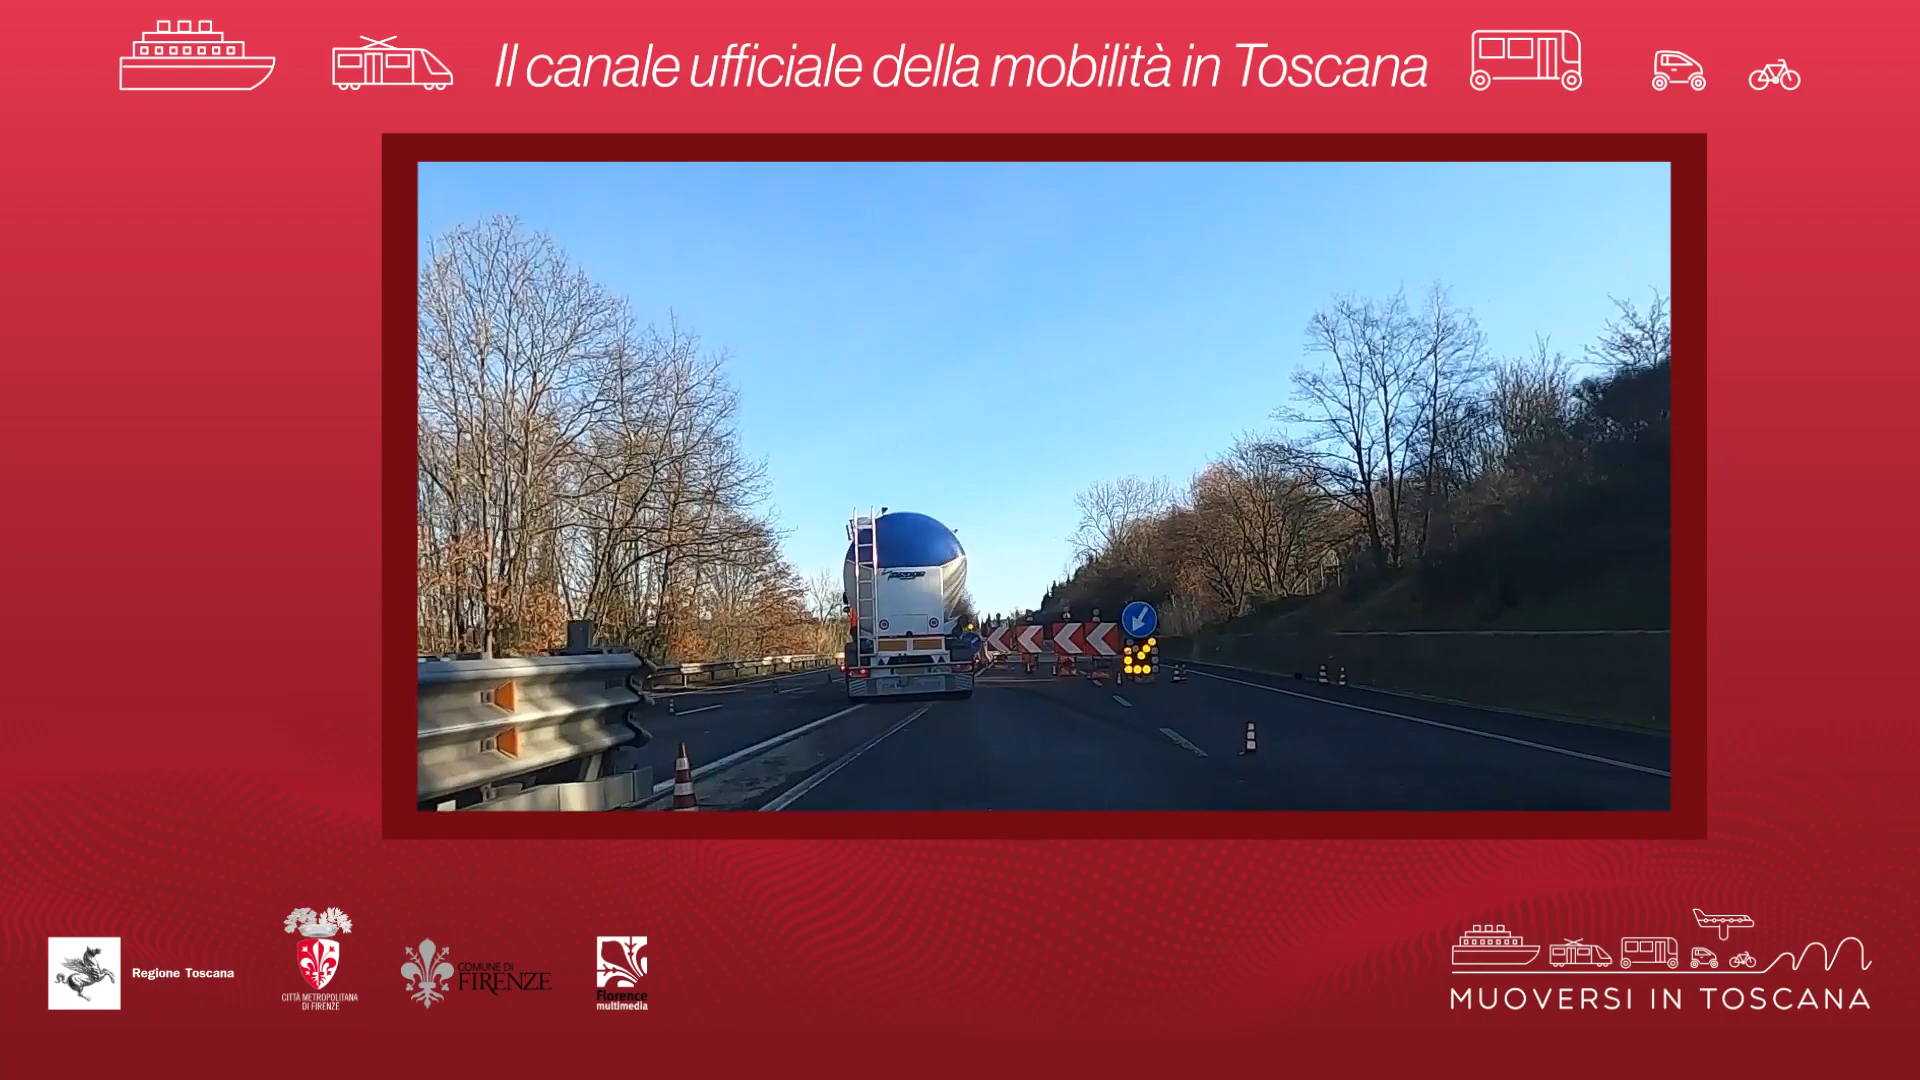 Il canale ufficiale della mobilità in Toscana
Regione Toscana
CITTÀ METROPOLITANA
DI FIRENZE
COMUNE DI
FIRENZE
Florence
multimedia
MUOVERSI IN TOSCANA